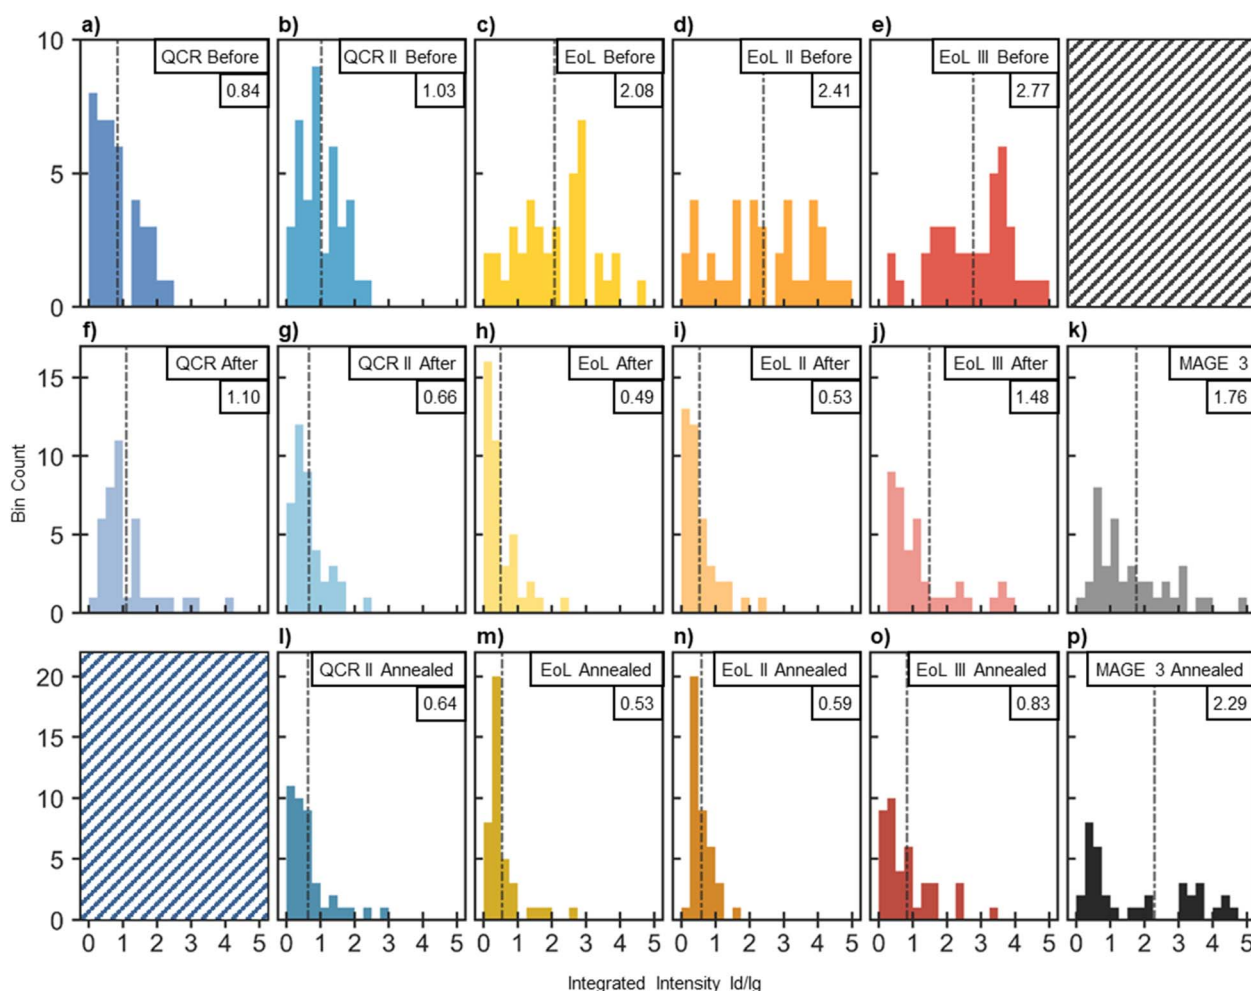 a) b) c) d) e)
QCR Before QCR II Before EoL Before EoL II Before EoL III Before
0.84 1.03 2.08 2.41 2.77
10
5
0
f) g) h) i) j) k)
QCR After QCR II After EoL After EoL II After EoL III After MAGE 3
1.10 0.66 0.49 0.53 1.48 1.76
15
10
5
0
Bin Count
l) m) n) o) p)
QCR II Annealed EoL Annealed EoL II Annealed EoL III Annealed MAGE 3 Annealed
0.64 0.53 0.59 0.83 2.29
20
15
10
5
0
0 1 2 3 4 5 0 1 2 3 4 5 0 1 2 3 4 5 0 1 2 3 4 5 0 1 2 3 4 5 0 1 2 3 4 5
Integrated Intensity Id/Ig